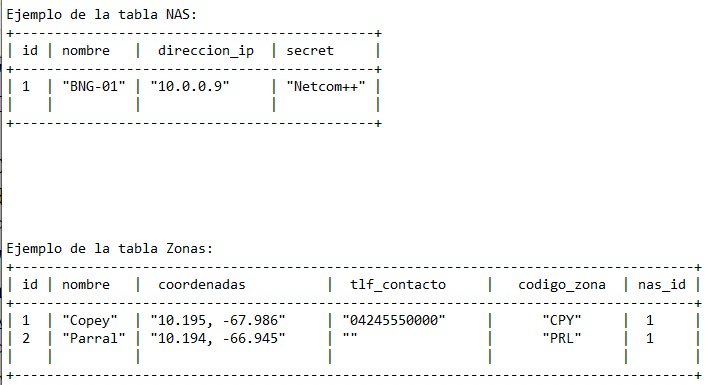 Ejemplo de la tabla NAS:
+--------------------------------------------+
| id | nombre   |  direccion_ip  | secret     |
+--------------------------------------------+
| 1  | "BNG-01" | "10.0.0.9"     | "Netcom++" |
|    |          |                |            |
+--------------------------------------------+
Ejemplo de la tabla Zonas:
+-----------------------------------------------------------------------------------+
| id | nombre   |  coordenadas          |  tlf_contacto     |   codigo_zona | nas_id |
+-----------------------------------------------------------------------------------+
| 1  | "Copey"  | "10.195, -67.986"     | "04245550000"     |      "CPY"    |  1     |
| 2  | "Parral" | "10.194, -66.945"     | ""                |      "PRL"    |  1     |
|    |          |                       |                   |               |        |
+-----------------------------------------------------------------------------------+